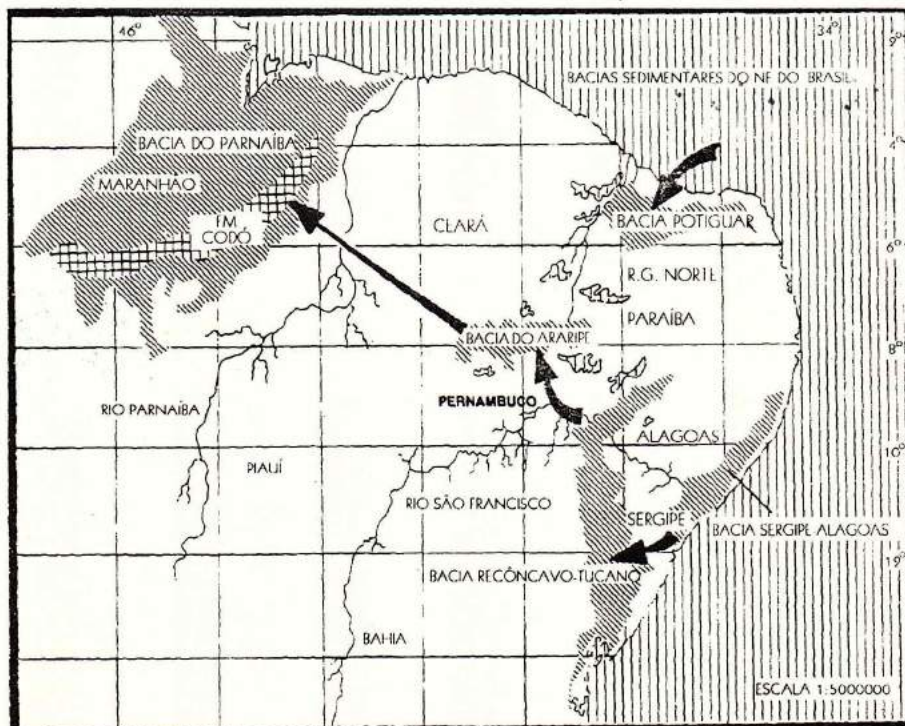 46°
34°
9°
BACIAS SEDIMENTARES DO NE DO BRASIL
BACIA DO PARNAÍBA
4°
MARANHÃO
FM
CODÓ
CEARÁ
BACIA POTIGUAR
6°
R.G. NORTE
PARAÍBA
BACIA DO ARARIPE
8°
RIO PARNAÍBA
PERNAMBUCO
ALAGOAS
10°
PIAUÍ
RIO SÃO FRANCISCO
SERGIPE
BACIA SERGIPE-ALAGOAS
19°
BACIA RECÔNCAVO-TUCANO
BAHIA
ESCALA 1:5000000